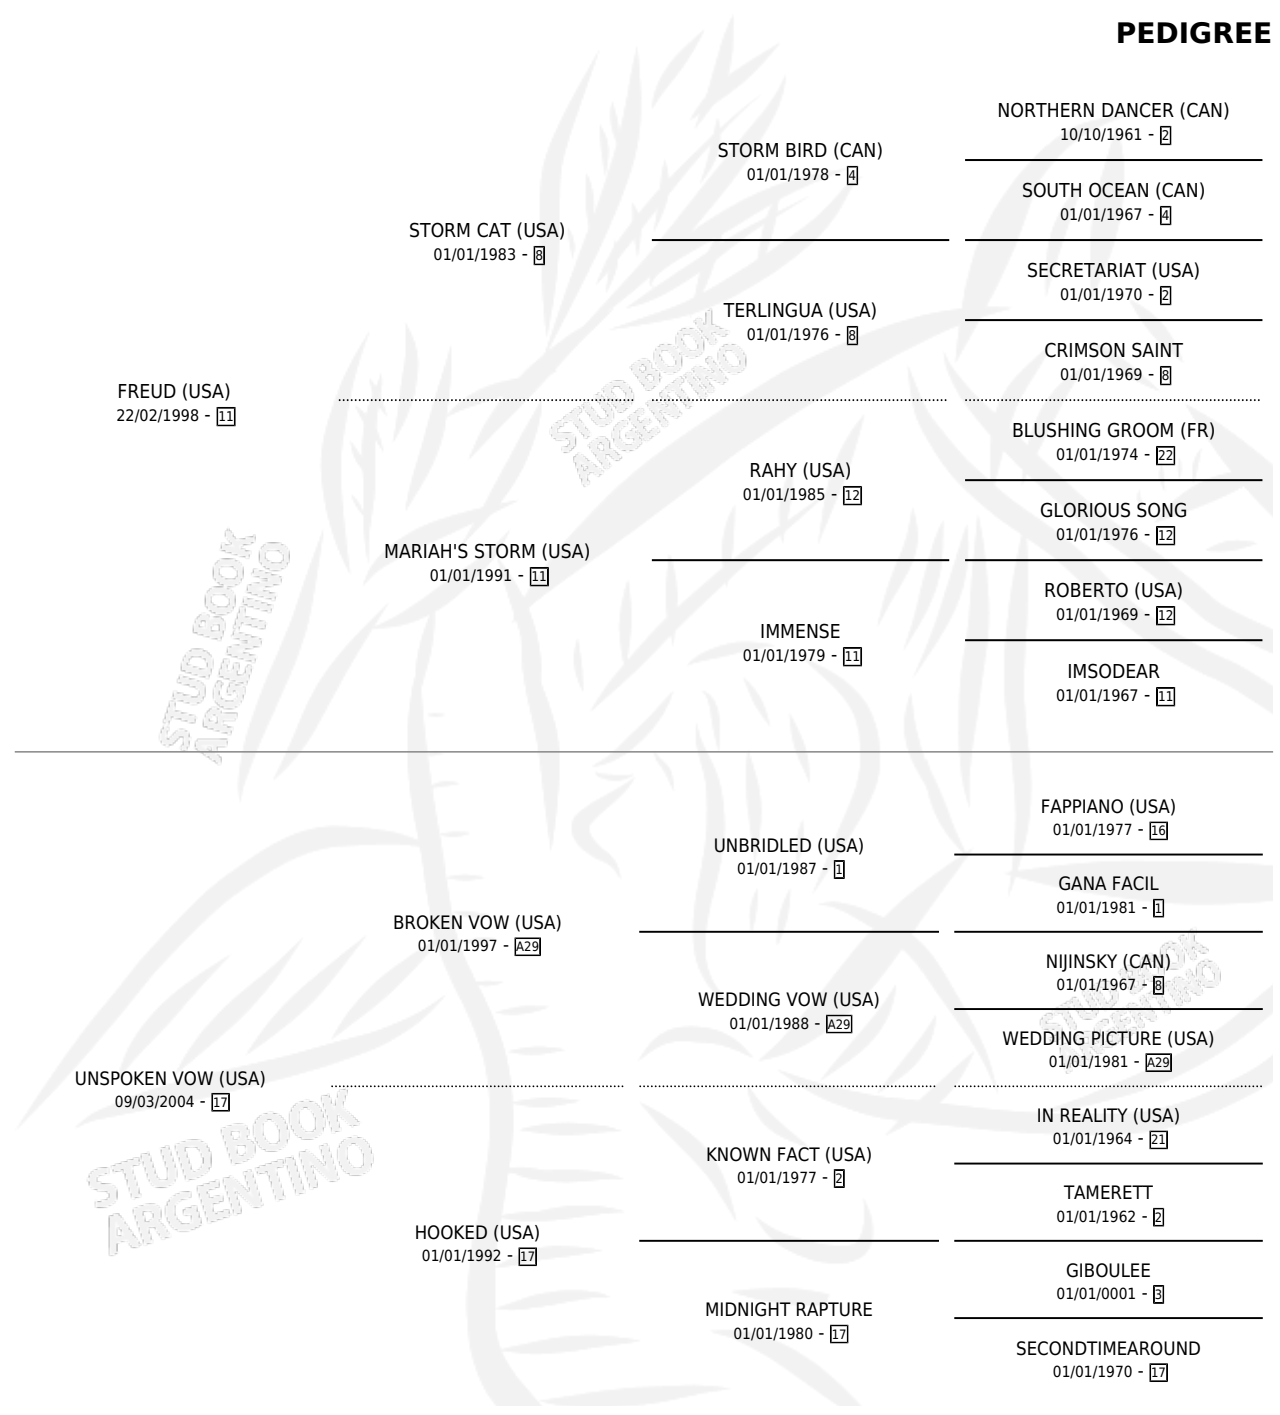 PEDIGREE
NORTHERN DANCER (CAN)
10/10/1961 - 2
STORM BIRD (CAN)
01/01/1978 - 4
SOUTH OCEAN (CAN)
01/01/1967 - 4
STORM CAT (USA)
01/01/1983 - 8
SECRETARIAT (USA)
01/01/1970 - 2
TERLINGUA (USA)
01/01/1976 - 8
CRIMSON SAINT
01/01/1969 - 8
FREUD (USA)
22/02/1998 - 11
BLUSHING GROOM (FR)
01/01/1974 - 22
RAHY (USA)
01/01/1985 - 12
GLORIOUS SONG
01/01/1976 - 12
MARIAH'S STORM (USA)
01/01/1991 - 11
ROBERTO (USA)
01/01/1969 - 12
IMMENSE
01/01/1979 - 11
IMSODEAR
01/01/1967 - 11
FAPPIANO (USA)
01/01/1977 - 16
UNBRIDLED (USA)
01/01/1987 - 1
GANA FACIL
01/01/1981 - 1
BROKEN VOW (USA)
01/01/1997 - A29
NIJINSKY (CAN)
01/01/1967 - 8
WEDDING VOW (USA)
01/01/1988 - A29
WEDDING PICTURE (USA)
01/01/1981 - A29
UNSPOKEN VOW (USA)
09/03/2004 - 17
IN REALITY (USA)
01/01/1964 - 21
KNOWN FACT (USA)
01/01/1977 - 2
TAMERETT
01/01/1962 - 2
HOOKED (USA)
01/01/1992 - 17
GIBOULEE
01/01/0001 - 3
MIDNIGHT RAPTURE
01/01/1980 - 17
SECONDTIMEAROUND
01/01/1970 - 17
STUD BOOK
ARGENTINO
STUD BOOK
ARGENTINO
STUD BOOK
ARGENTINO
STUD BOOK
ARGENTINO